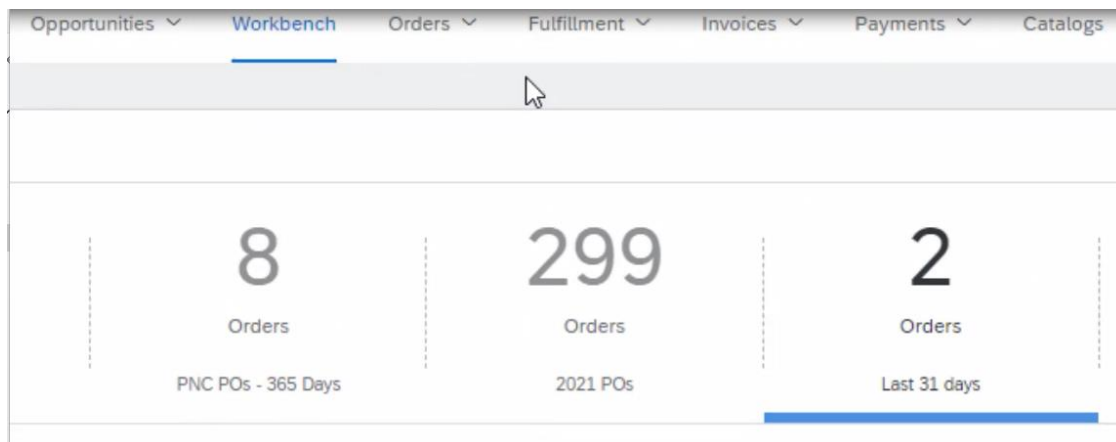 Opportunities Workbench Orders Fulfillment Invoices Payments Catalogs
8 299 2
Orders Orders Orders
PNC POs - 365 Days 2021 POs Last 31 days